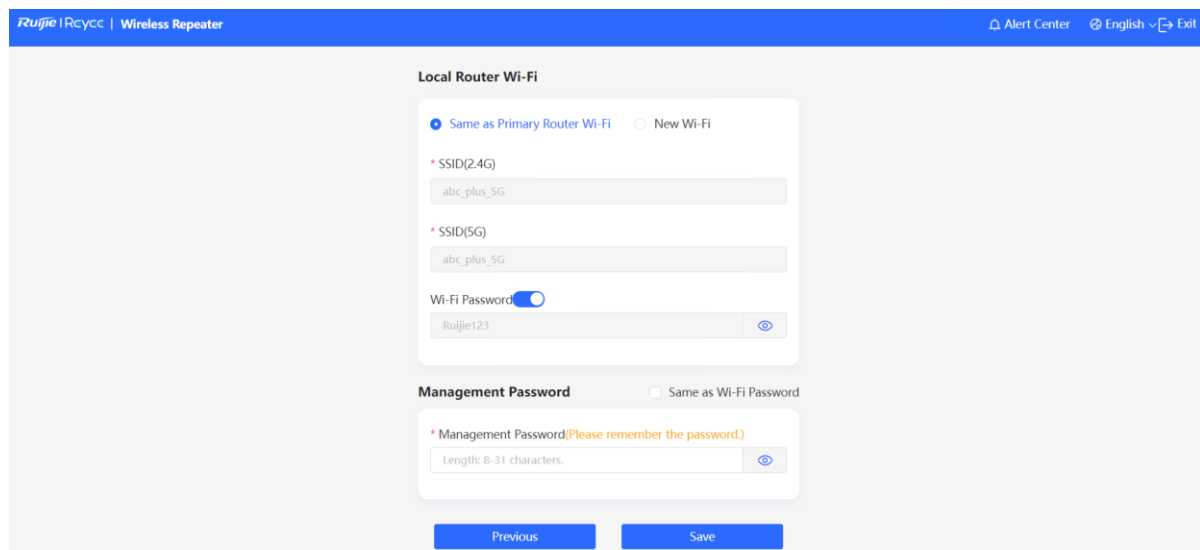 Ruijie | Rcycc | Wireless Repeater
Alert Center English Exit
Local Router Wi-Fi
Same as Primary Router Wi-Fi New Wi-Fi
* SSID(2.4G)
abc_plus_5G
* SSID(5G)
abc_plus_5G
Wi-Fi Password
Ruijie123
Management Password Same as Wi-Fi Password
* Management Password(Please remember the password.)
Length: 8-31 characters.
Previous Save